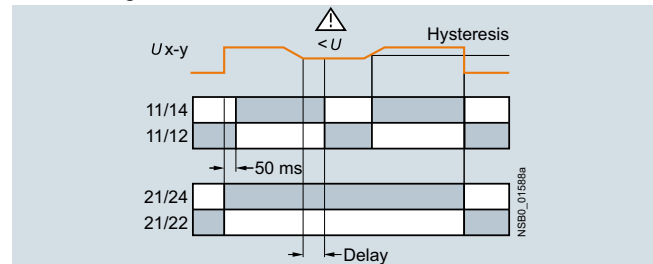 < U
Hysteresis
U x-y
11/14
11/12
50 ms
21/24
21/22
Delay
NSB0_01588a